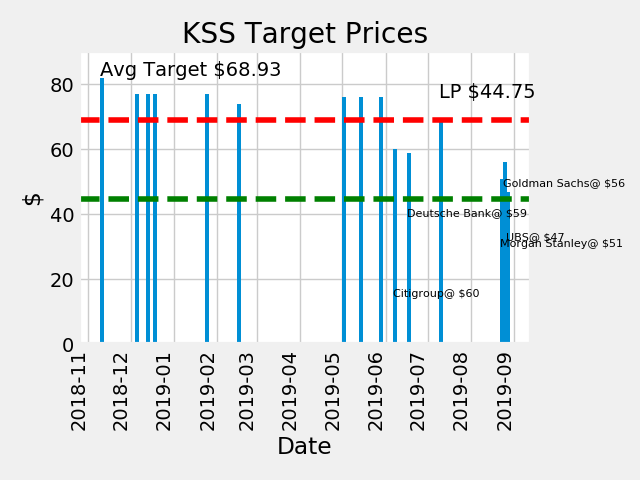 KSS Target Prices
Avg Target $68.93
LP $44.75
80
60
40
20
0
$
Goldman Sachs@ $56
Deutsche Bank@ $59
UBS@ $47
Morgan Stanley@ $51
Citigroup@ $60
2018-11
2018-12
2019-01
2019-02
2019-03
2019-04
2019-05
2019-06
2019-07
2019-08
2019-09
Date